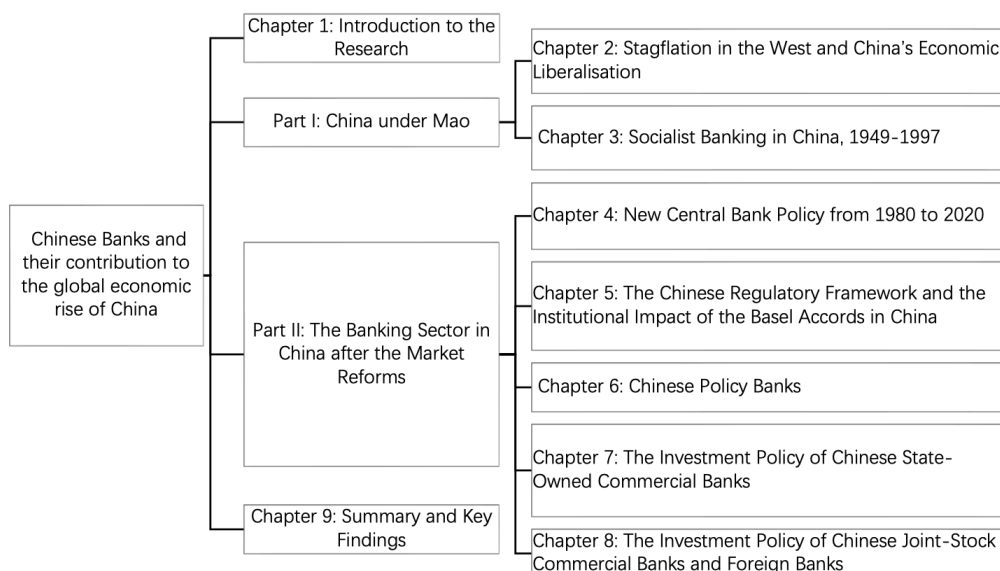 Chinese Banks and
their contribution to
the global economic
rise of China
Chapter 1: Introduction to the
Research
Part I: China under Mao
Chapter 2: Stagflation in the West and China's Economic
Liberalisation
Chapter 3: Socialist Banking in China, 1949-1997
Part II: The Banking Sector in
China after the Market
Reforms
Chapter 4: New Central Bank Policy from 1980 to 2020
Chapter 5: The Chinese Regulatory Framework and the
Institutional Impact of the Basel Accords in China
Chapter 6: Chinese Policy Banks
Chapter 7: The Investment Policy of Chinese State-
Owned Commercial Banks
Chapter 8: The Investment Policy of Chinese Joint-Stock
Commercial Banks and Foreign Banks
Chapter 9: Summary and Key
Findings